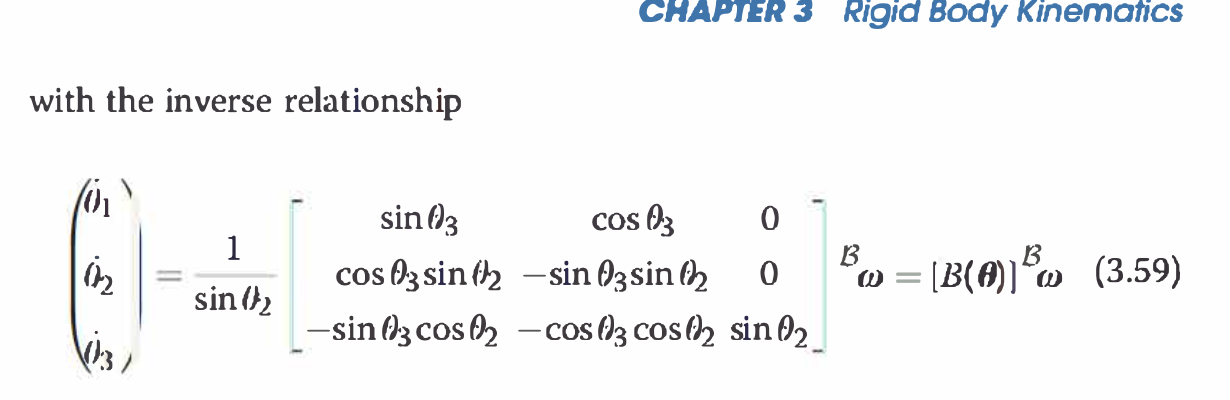 CHAPTER 3 Rigid Body Kinematics
with the inverse relationship
(θ̇₁ θ̇₂ θ̇₃) = 1/sin θ₂ [sin θ₃ cos θ₃ 0; cos θ₃ sin θ₂ −sin θ₃ sin θ₂ 0; −sin θ₃ cos θ₂ −cos θ₃ cos θ₂ sin θ₂] ᴮω = [B(θ)] ᴮω (3.59)